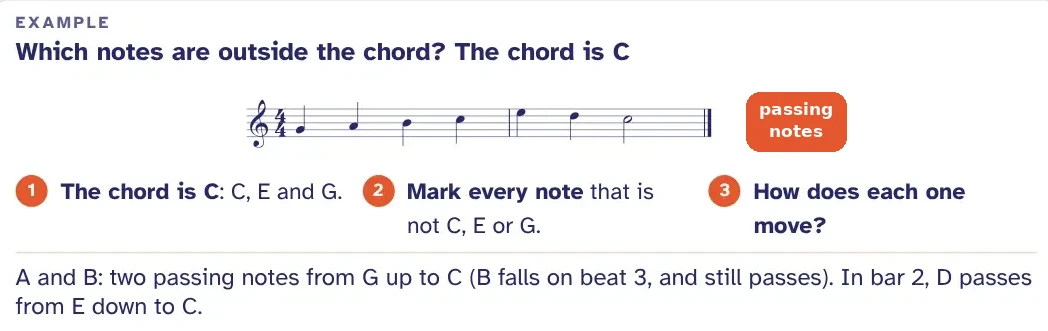 EXAMPLE
Which notes are outside the chord? The chord is C
4
4
passing
notes
1 The chord is C: C, E and G.
2 Mark every note that is
not C, E or G.
3 How does each one
move?
A and B: two passing notes from G up to C (B falls on beat 3, and still passes). In bar 2, D passes
from E down to C.